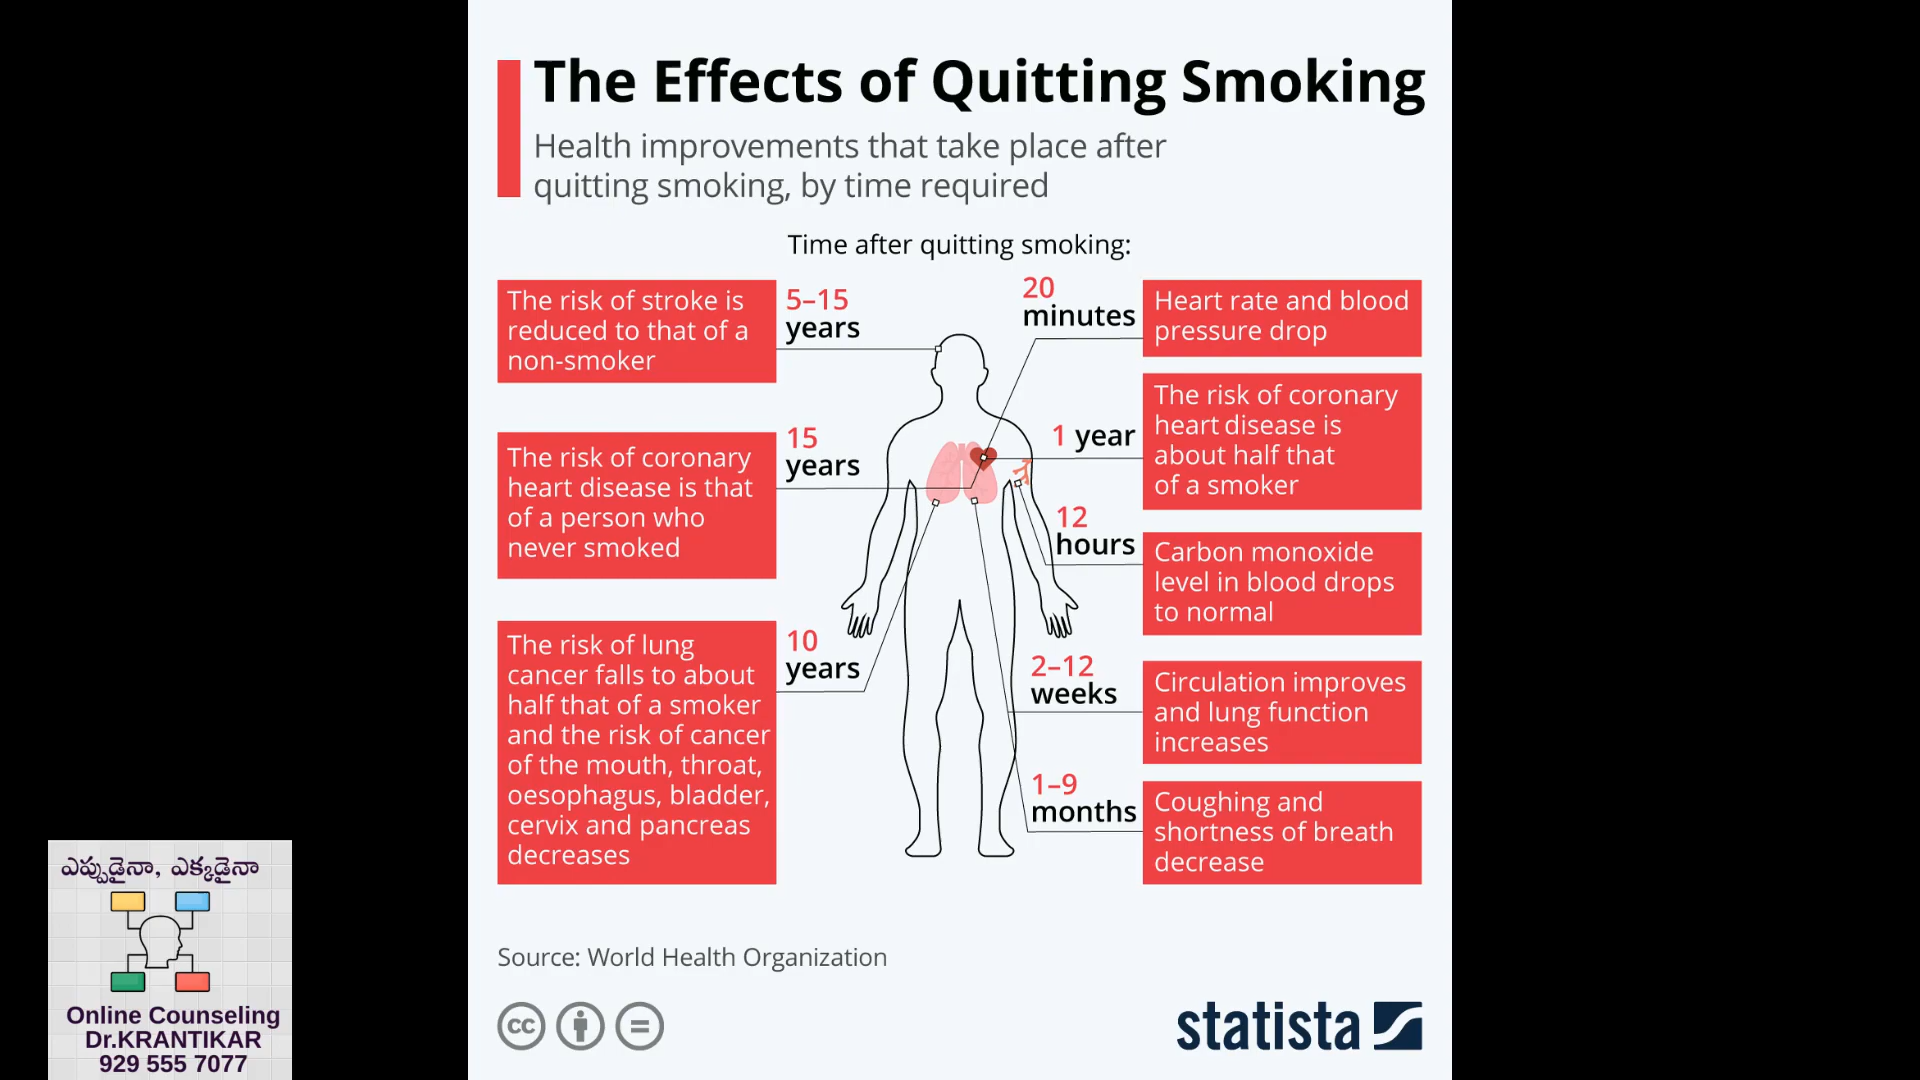 The Effects of Quitting Smoking
Health improvements that take place after
quitting smoking, by time required
Time after quitting smoking:
5–15
years
The risk of stroke is
reduced to that of a
non-smoker
15
years
The risk of coronary
heart disease is that
of a person who
never smoked
10
years
The risk of lung
cancer falls to about
half that of a smoker
and the risk of cancer
of the mouth, throat,
oesophagus, bladder,
cervix and pancreas
decreases
20
minutes
Heart rate and blood
pressure drop
1 year
The risk of coronary
heart disease is
about half that
of a smoker
12
hours
Carbon monoxide
level in blood drops
to normal
2–12
weeks
Circulation improves
and lung function
increases
1–9
months
Coughing and
shortness of breath
decrease
Source: World Health Organization
cc
statista
ఎప్పుడైనా, ఎక్కడైనా
Online Counseling
Dr.KRANTIKAR
929 555 7077